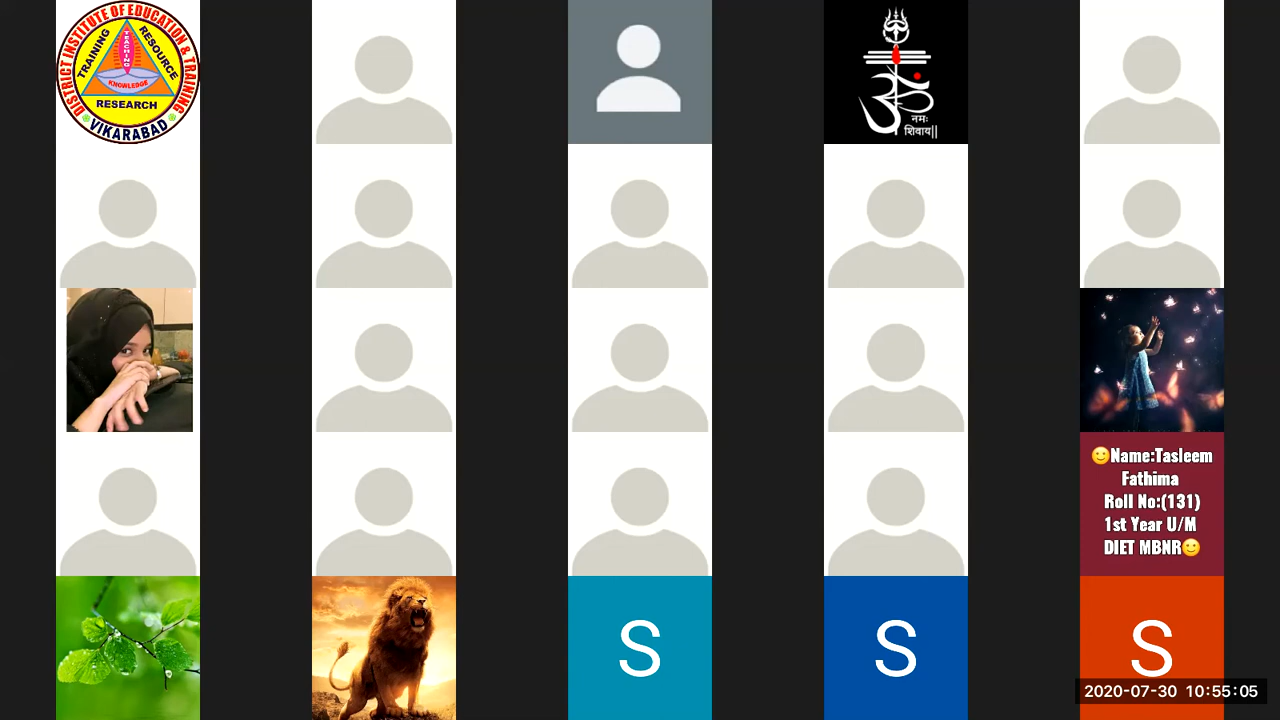 DISTRICT INSTITUTE OF EDUCATION & TRAINING
VIKARABAD
TRAINING
RESOURCE
RESEARCH
TEACHING
KNOWLEDGE
ॐ
नमः
शिवाय||
😊Name:Tasleem
Fathima
Roll No:(131)
1st Year U/M
DIET MBNR😊
S
S
S
2020-07-30 10:55:05